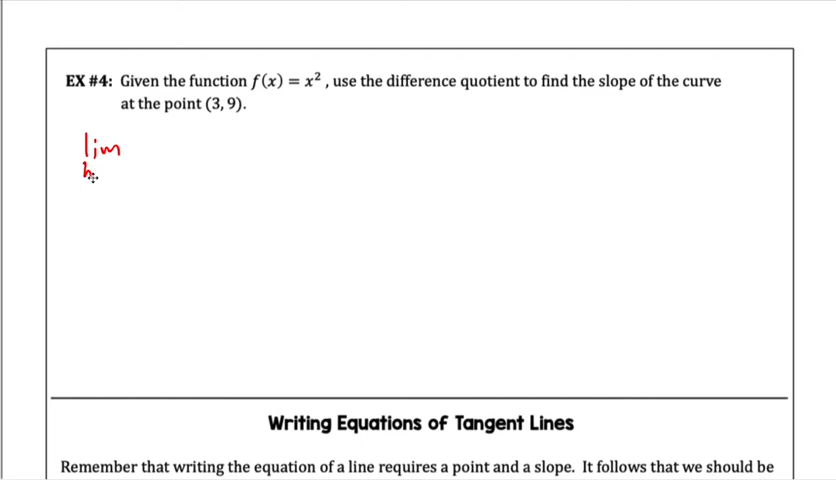 EX #4: Given the function f(x) = x², use the difference quotient to find the slope of the curve
at the point (3, 9).
lim
h
Writing Equations of Tangent Lines
Remember that writing the equation of a line requires a point and a slope. It follows that we should be